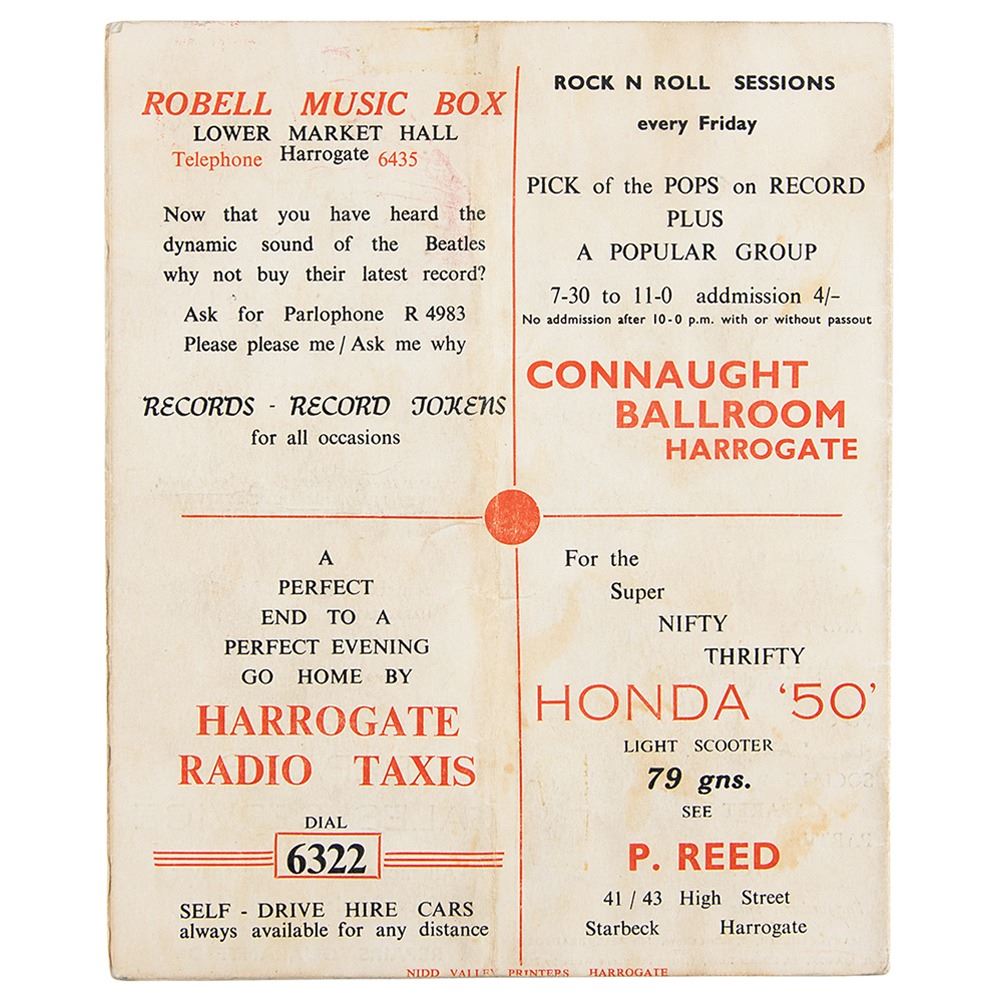 ROBELL MUSIC BOX
LOWER MARKET HALL
Telephone Harrogate 6435
Now that you have heard the
dynamic sound of the Beatles
why not buy their latest record?
Ask for Parlophone R 4983
Please please me / Ask me why
RECORDS - RECORD TOKENS
for all occasions
ROCK N ROLL SESSIONS
every Friday
PICK of the POPS on RECORD
PLUS
A POPULAR GROUP
7-30 to 11-0 addmission 4/-
No addmission after 10-0 p.m. with or without passout
CONNAUGHT
BALLROOM
HARROGATE
A
PERFECT
END TO A
PERFECT EVENING
GO HOME BY
HARROGATE
RADIO TAXIS
DIAL
6322
SELF - DRIVE HIRE CARS
always available for any distance
For the
Super
NIFTY
THRIFTY
HONDA '50'
LIGHT SCOOTER
79 gns.
SEE
P. REED
41 / 43 High Street
Starbeck Harrogate
NIDD VALLEY PRINTERS HARROGATE